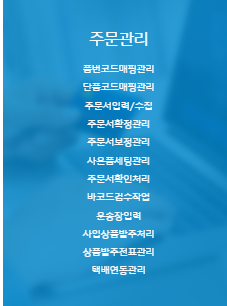 주문관리
품번코드매핑관리
단품코드매핑관리
주문서입력/수집
주문서확정관리
주문서보정관리
사은품세팅관리
주문서확인처리
바코드검수작업
운송장입력
사입상품발주처리
상품발주전표관리
택배연동관리